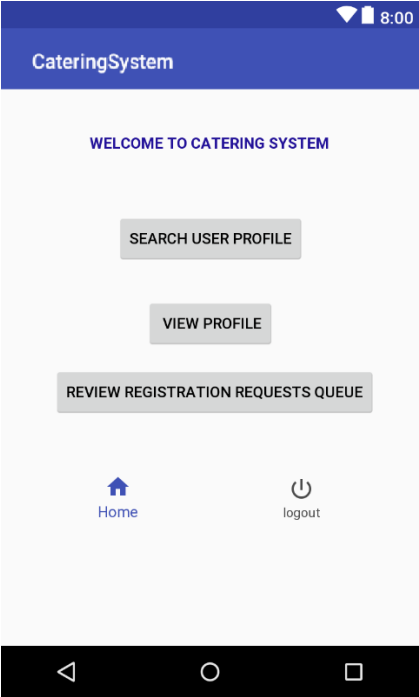 8:00
CateringSystem
WELCOME TO CATERING SYSTEM
SEARCH USER PROFILE
VIEW PROFILE
REVIEW REGISTRATION REQUESTS QUEUE
Home
logout